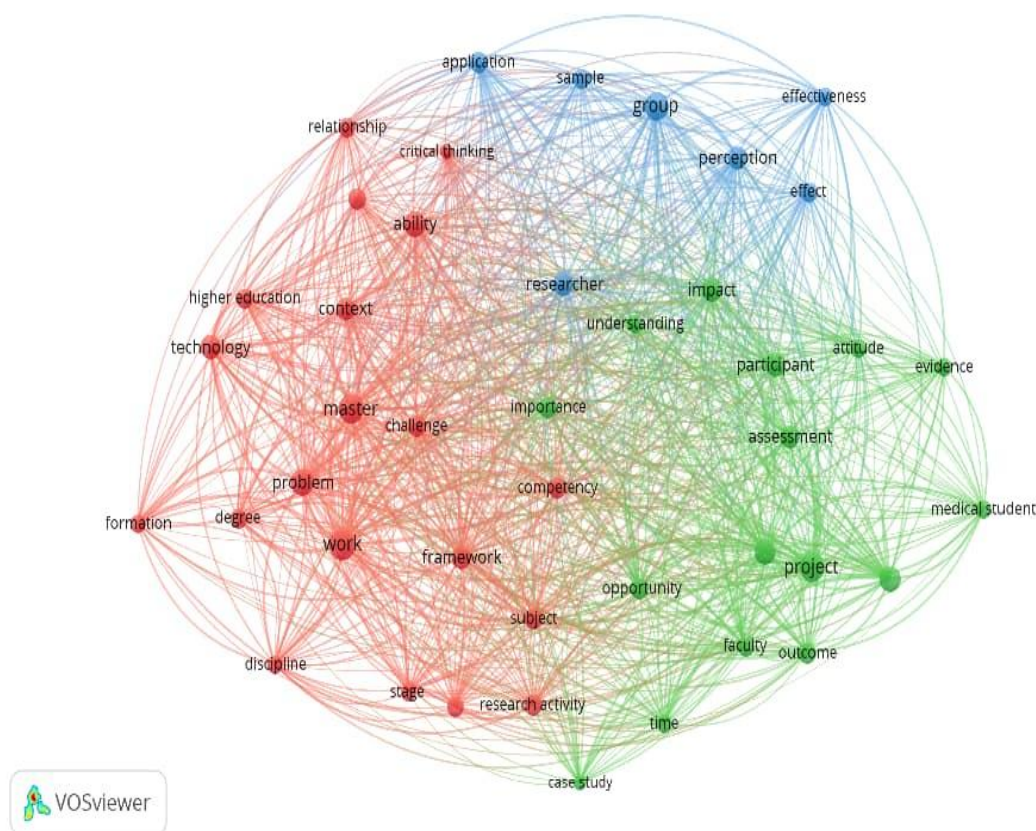 application
sample
group
effectiveness
relationship
critical thinking
perception
effect
ability
researcher
impact
higher education
context
understanding
technology
attitude
participant
evidence
master
importance
challenge
assessment
problem
competency
formation
degree
medical student
work
framework
project
opportunity
subject
faculty
outcome
discipline
stage
research activity
time
case study
VOSviewer